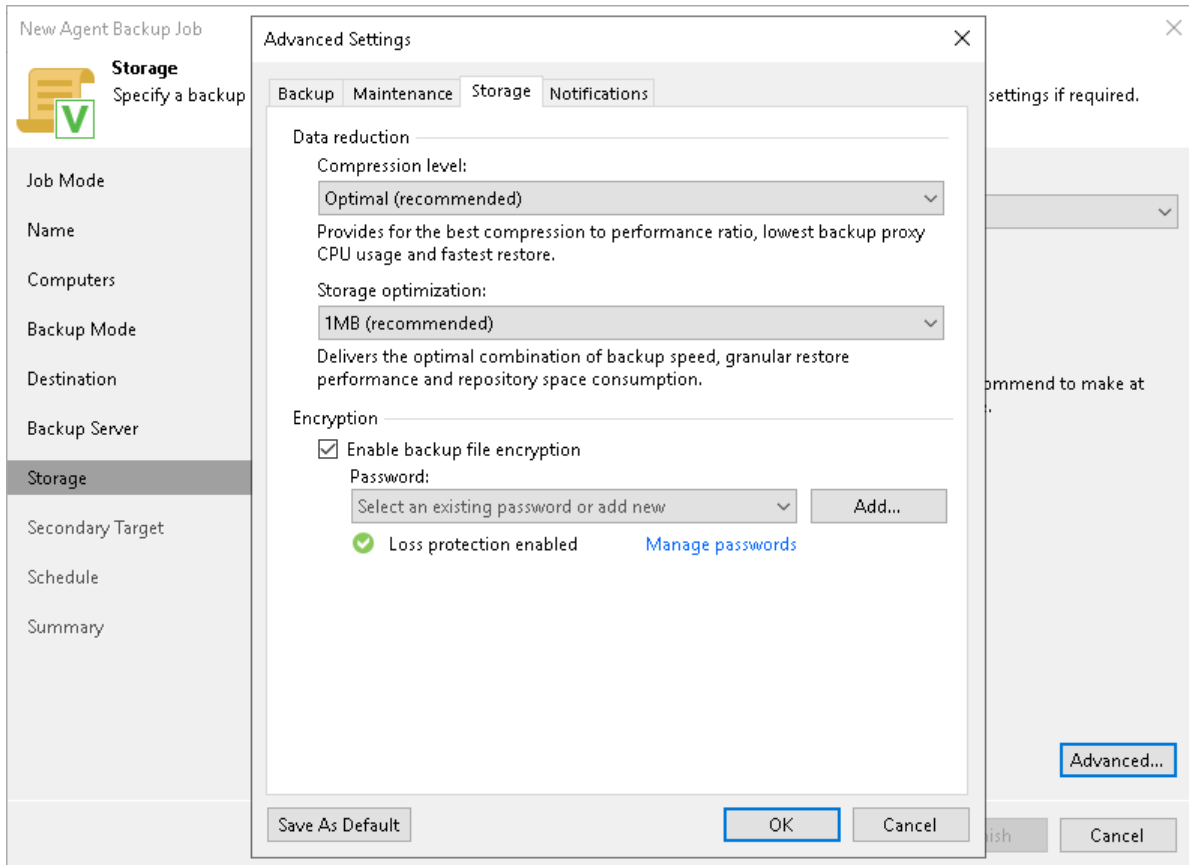 New Agent Backup Job
Storage
Specify a backup
settings if required.
Job Mode
Name
Computers
Backup Mode
Destination
Backup Server
Storage
Secondary Target
Schedule
Summary
Advanced Settings
Backup Maintenance Storage Notifications
Data reduction
Compression level:
Optimal (recommended)
Provides for the best compression to performance ratio, lowest backup proxy
CPU usage and fastest restore.
Storage optimization:
1MB (recommended)
Delivers the optimal combination of backup speed, granular restore
performance and repository space consumption.
Encryption
Enable backup file encryption
Password:
Select an existing password or add new
Add...
Loss protection enabled
Manage passwords
Save As Default
OK
Cancel
to make at
Advanced...
Cancel